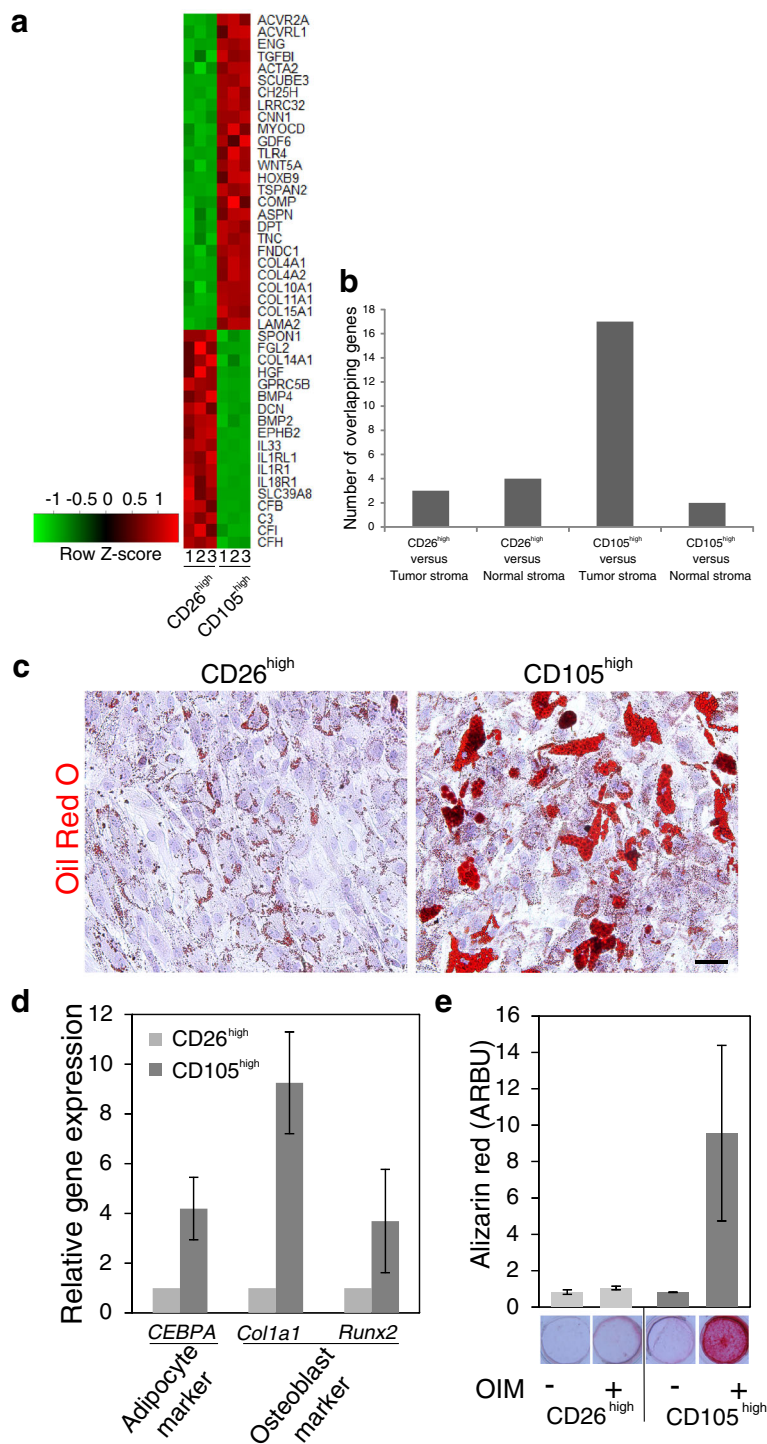 a
ACVR2A
ACVRL1
ENG
TGFBI
ACTA2
SCUBE3
CH25H
LRRC32
CNN1
MYOCD
GDF6
TLR4
WNT5A
HOXB9
TSPAN2
COMP
ASPN
DPT
TNC
FNDC1
COL4A1
COL4A2
COL10A1
COL11A1
COL15A1
LAMA2
SPON1
FGL2
COL14A1
HGF
GPRC5B
BMP4
DCN
BMP2
EPHB2
IL33
IL1RL1
IL1R1
IL18R1
SLC39A8
CFB
C3
CFI
CFH
-1 -0.5 0 0.5 1
Row Z-score
1 2 3 1 2 3
CD26high
CD105high
b
Number of overlapping genes
18
16
14
12
10
8
6
4
2
0
CD26high CD26high CD105high CD105high
versus versus versus versus
Tumor stroma Normal stroma Tumor stroma Normal stroma
c
CD26high CD105high
Oil Red O
d
Relative gene expression
12
10
8
6
4
2
0
CD26high
CD105high
CEBPA Col1a1 Runx2
Adipocyte marker
Osteoblast marker
e
Alizarin red (ARBU)
16
14
12
10
8
6
4
2
0
OIM - + - +
CD26high CD105high